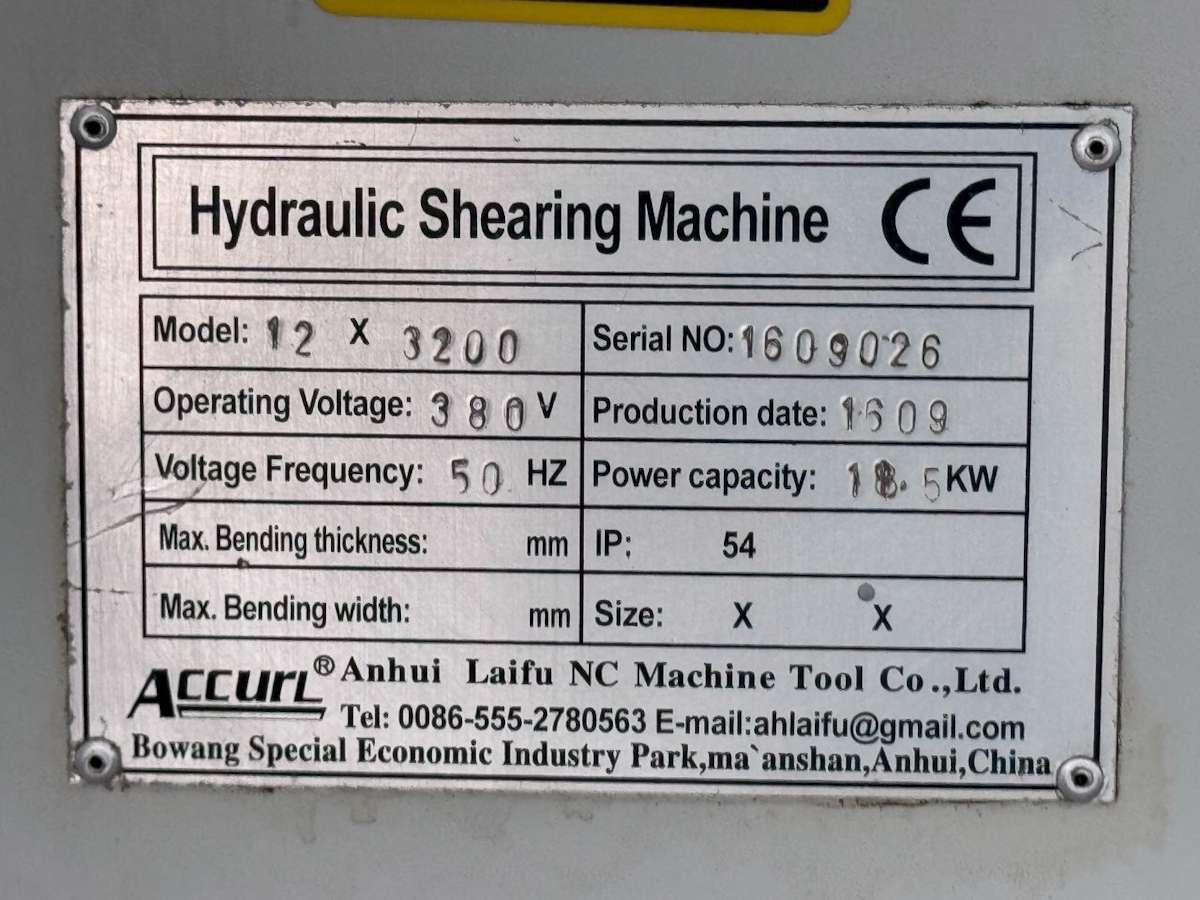 Hydraulic Shearing Machine CE
Model: 12 X 3200 Serial NO: 1609026
Operating Voltage: 380 V Production date: 1609
Voltage Frequency: 50 HZ Power capacity: 18.5 KW
Max. Bending thickness: mm IP: 54
Max. Bending width: mm Size: X X
ACCURL® Anhui Laifu NC Machine Tool Co.,Ltd.
Tel: 0086-555-2780563 E-mail:ahlaifu@gmail.com
Bowang Special Economic Industry Park,ma`anshan,Anhui,China